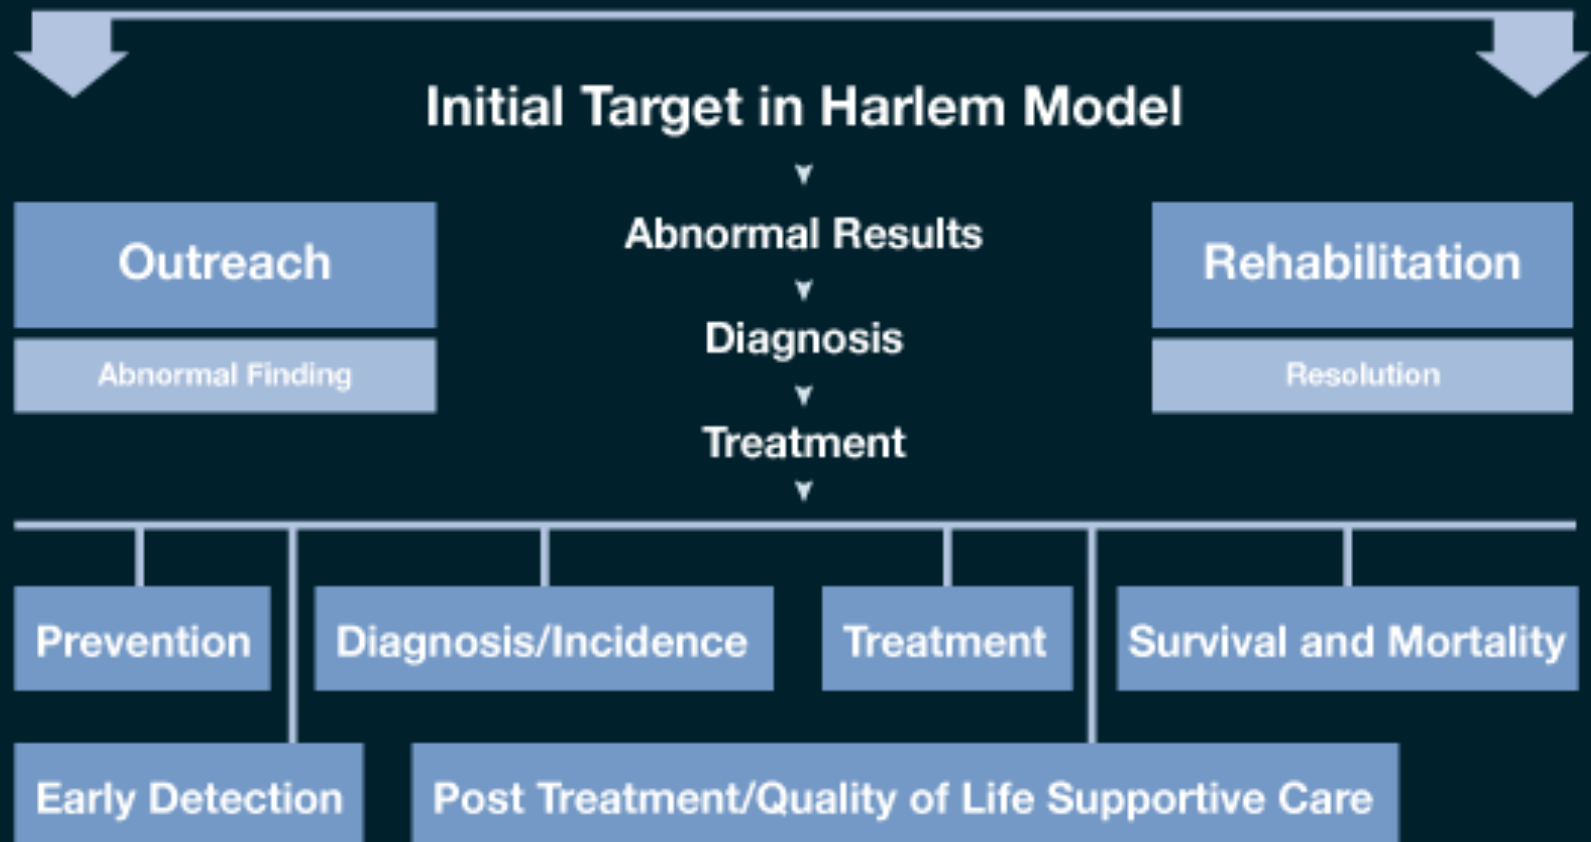 Initial Target in Harlem Model
Outreach
Abnormal Finding
Abnormal Results
Diagnosis
Treatment
Rehabilitation
Resolution
Prevention
Diagnosis/Incidence
Treatment
Survival and Mortality
Early Detection
Post Treatment/Quality of Life Supportive Care